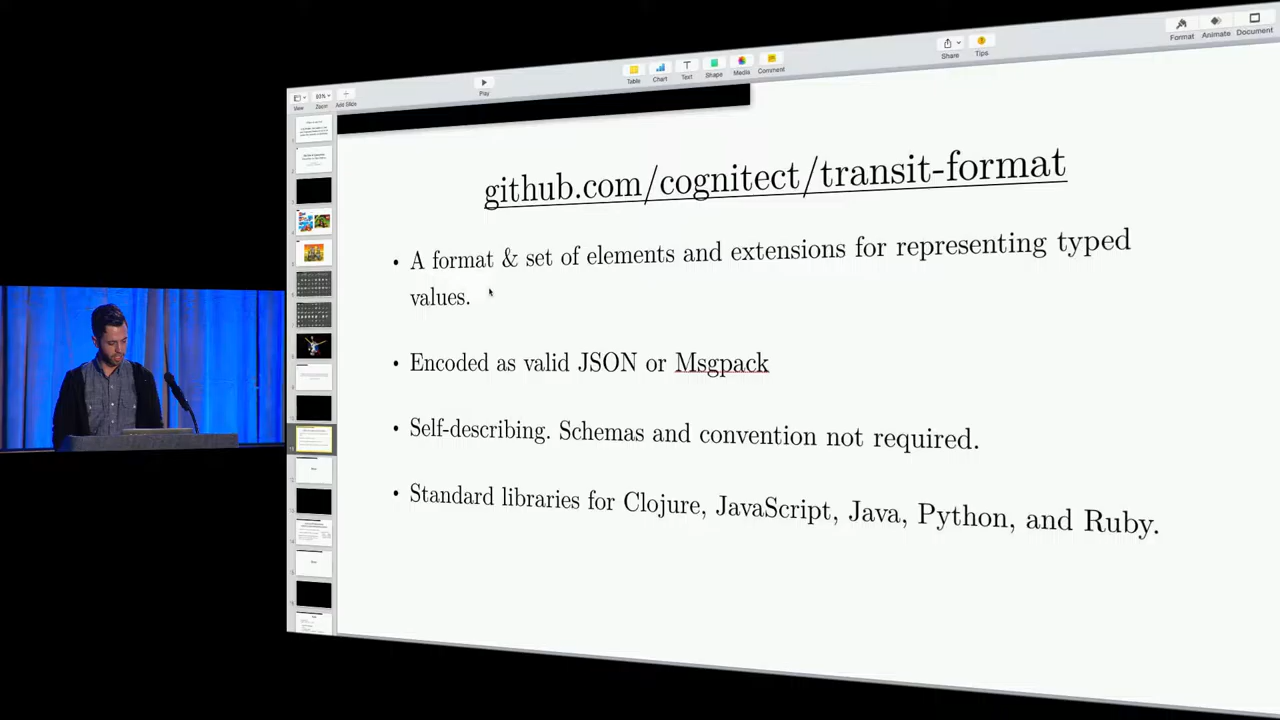 Format
Animate
Document
Share
Tips
Table
Chart
Text
Shape
Media
Comment
Play
View
Zoom
Add Slide
github.com/cognitect/transit-format
• A format & set of elements and extensions for representing typed
values.
• Encoded as valid JSON or Msgpack
• Self-describing. Schemas and convention not required.
• Standard libraries for Clojure, JavaScript, Java, Python, and Ruby.